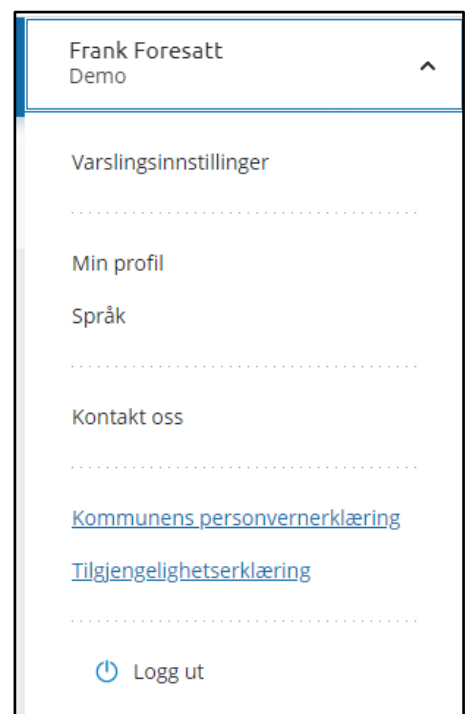 Frank Foresatt
Demo
Varslingsinnstillinger
Min profil
Språk
Kontakt oss
Kommunens personvernerklæring
Tilgjengelighetserklæring
Logg ut